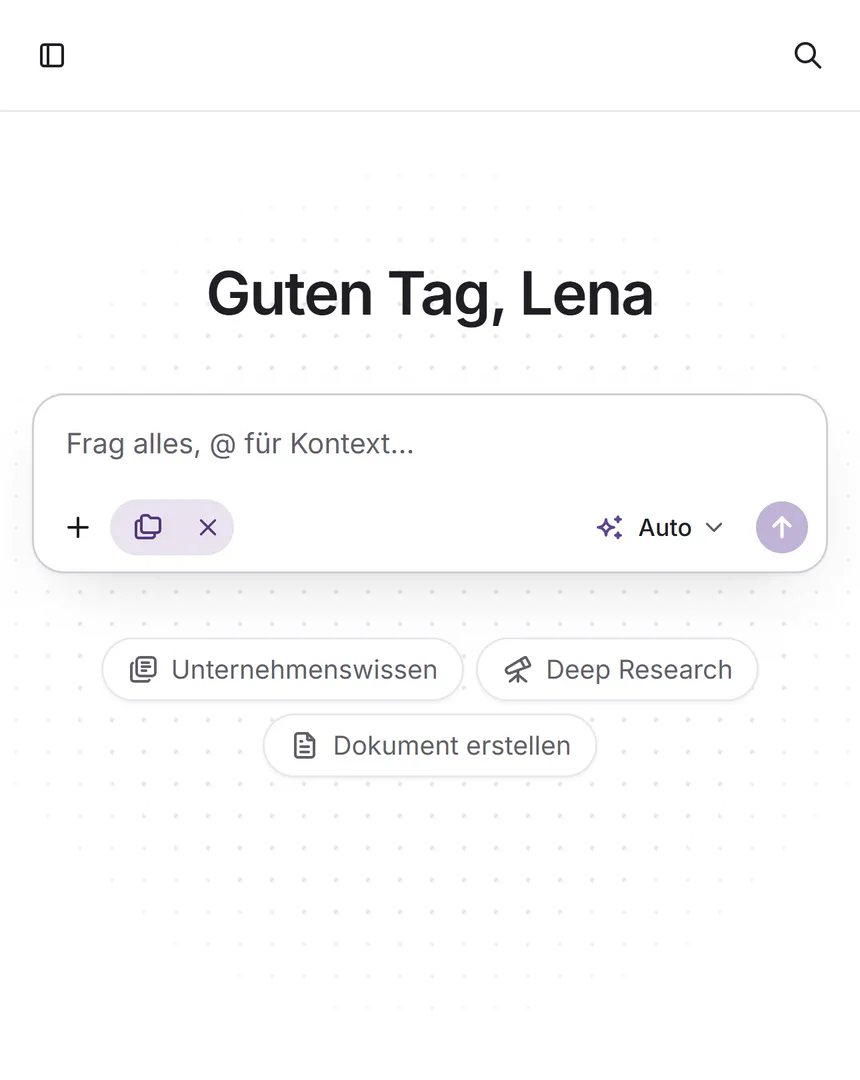 Guten Tag, Lena
Frag alles, @ für Kontext...
Auto
Unternehmenswissen
Deep Research
Dokument erstellen